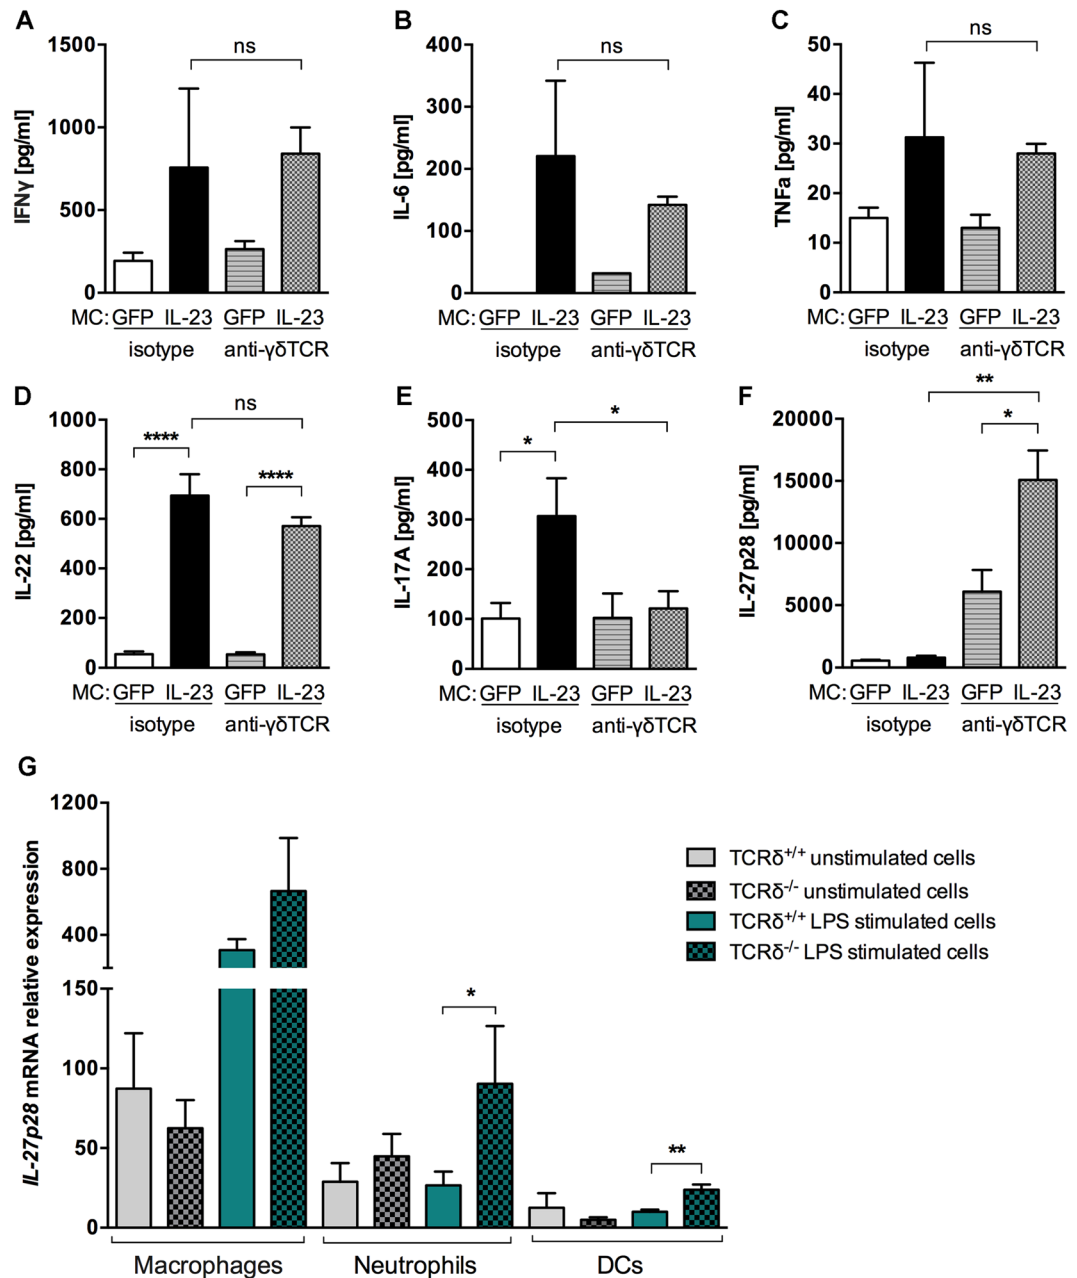 A
IFNγ [pg/ml]
1500
1000
500
0
ns
MC: GFP IL-23 GFP IL-23
isotype anti-γδTCR
B
IL-6 [pg/ml]
400
300
200
100
0
ns
MC: GFP IL-23 GFP IL-23
isotype anti-γδTCR
C
TNFa [pg/ml]
50
40
30
20
10
0
ns
MC: GFP IL-23 GFP IL-23
isotype anti-γδTCR
D
IL-22 [pg/ml]
1000
800
600
400
200
0
ns
****
****
MC: GFP IL-23 GFP IL-23
isotype anti-γδTCR
E
IL-17A [pg/ml]
500
400
300
200
100
0
*
*
MC: GFP IL-23 GFP IL-23
isotype anti-γδTCR
F
IL-27p28 [pg/ml]
20000
15000
10000
5000
0
**
*
MC: GFP IL-23 GFP IL-23
isotype anti-γδTCR
G
IL-27p28 mRNA relative expression
1200
800
400
150
100
50
0
*
**
Macrophages Neutrophils DCs
TCRδ+/+ unstimulated cells
TCRδ-/- unstimulated cells
TCRδ+/+ LPS stimulated cells
TCRδ-/- LPS stimulated cells